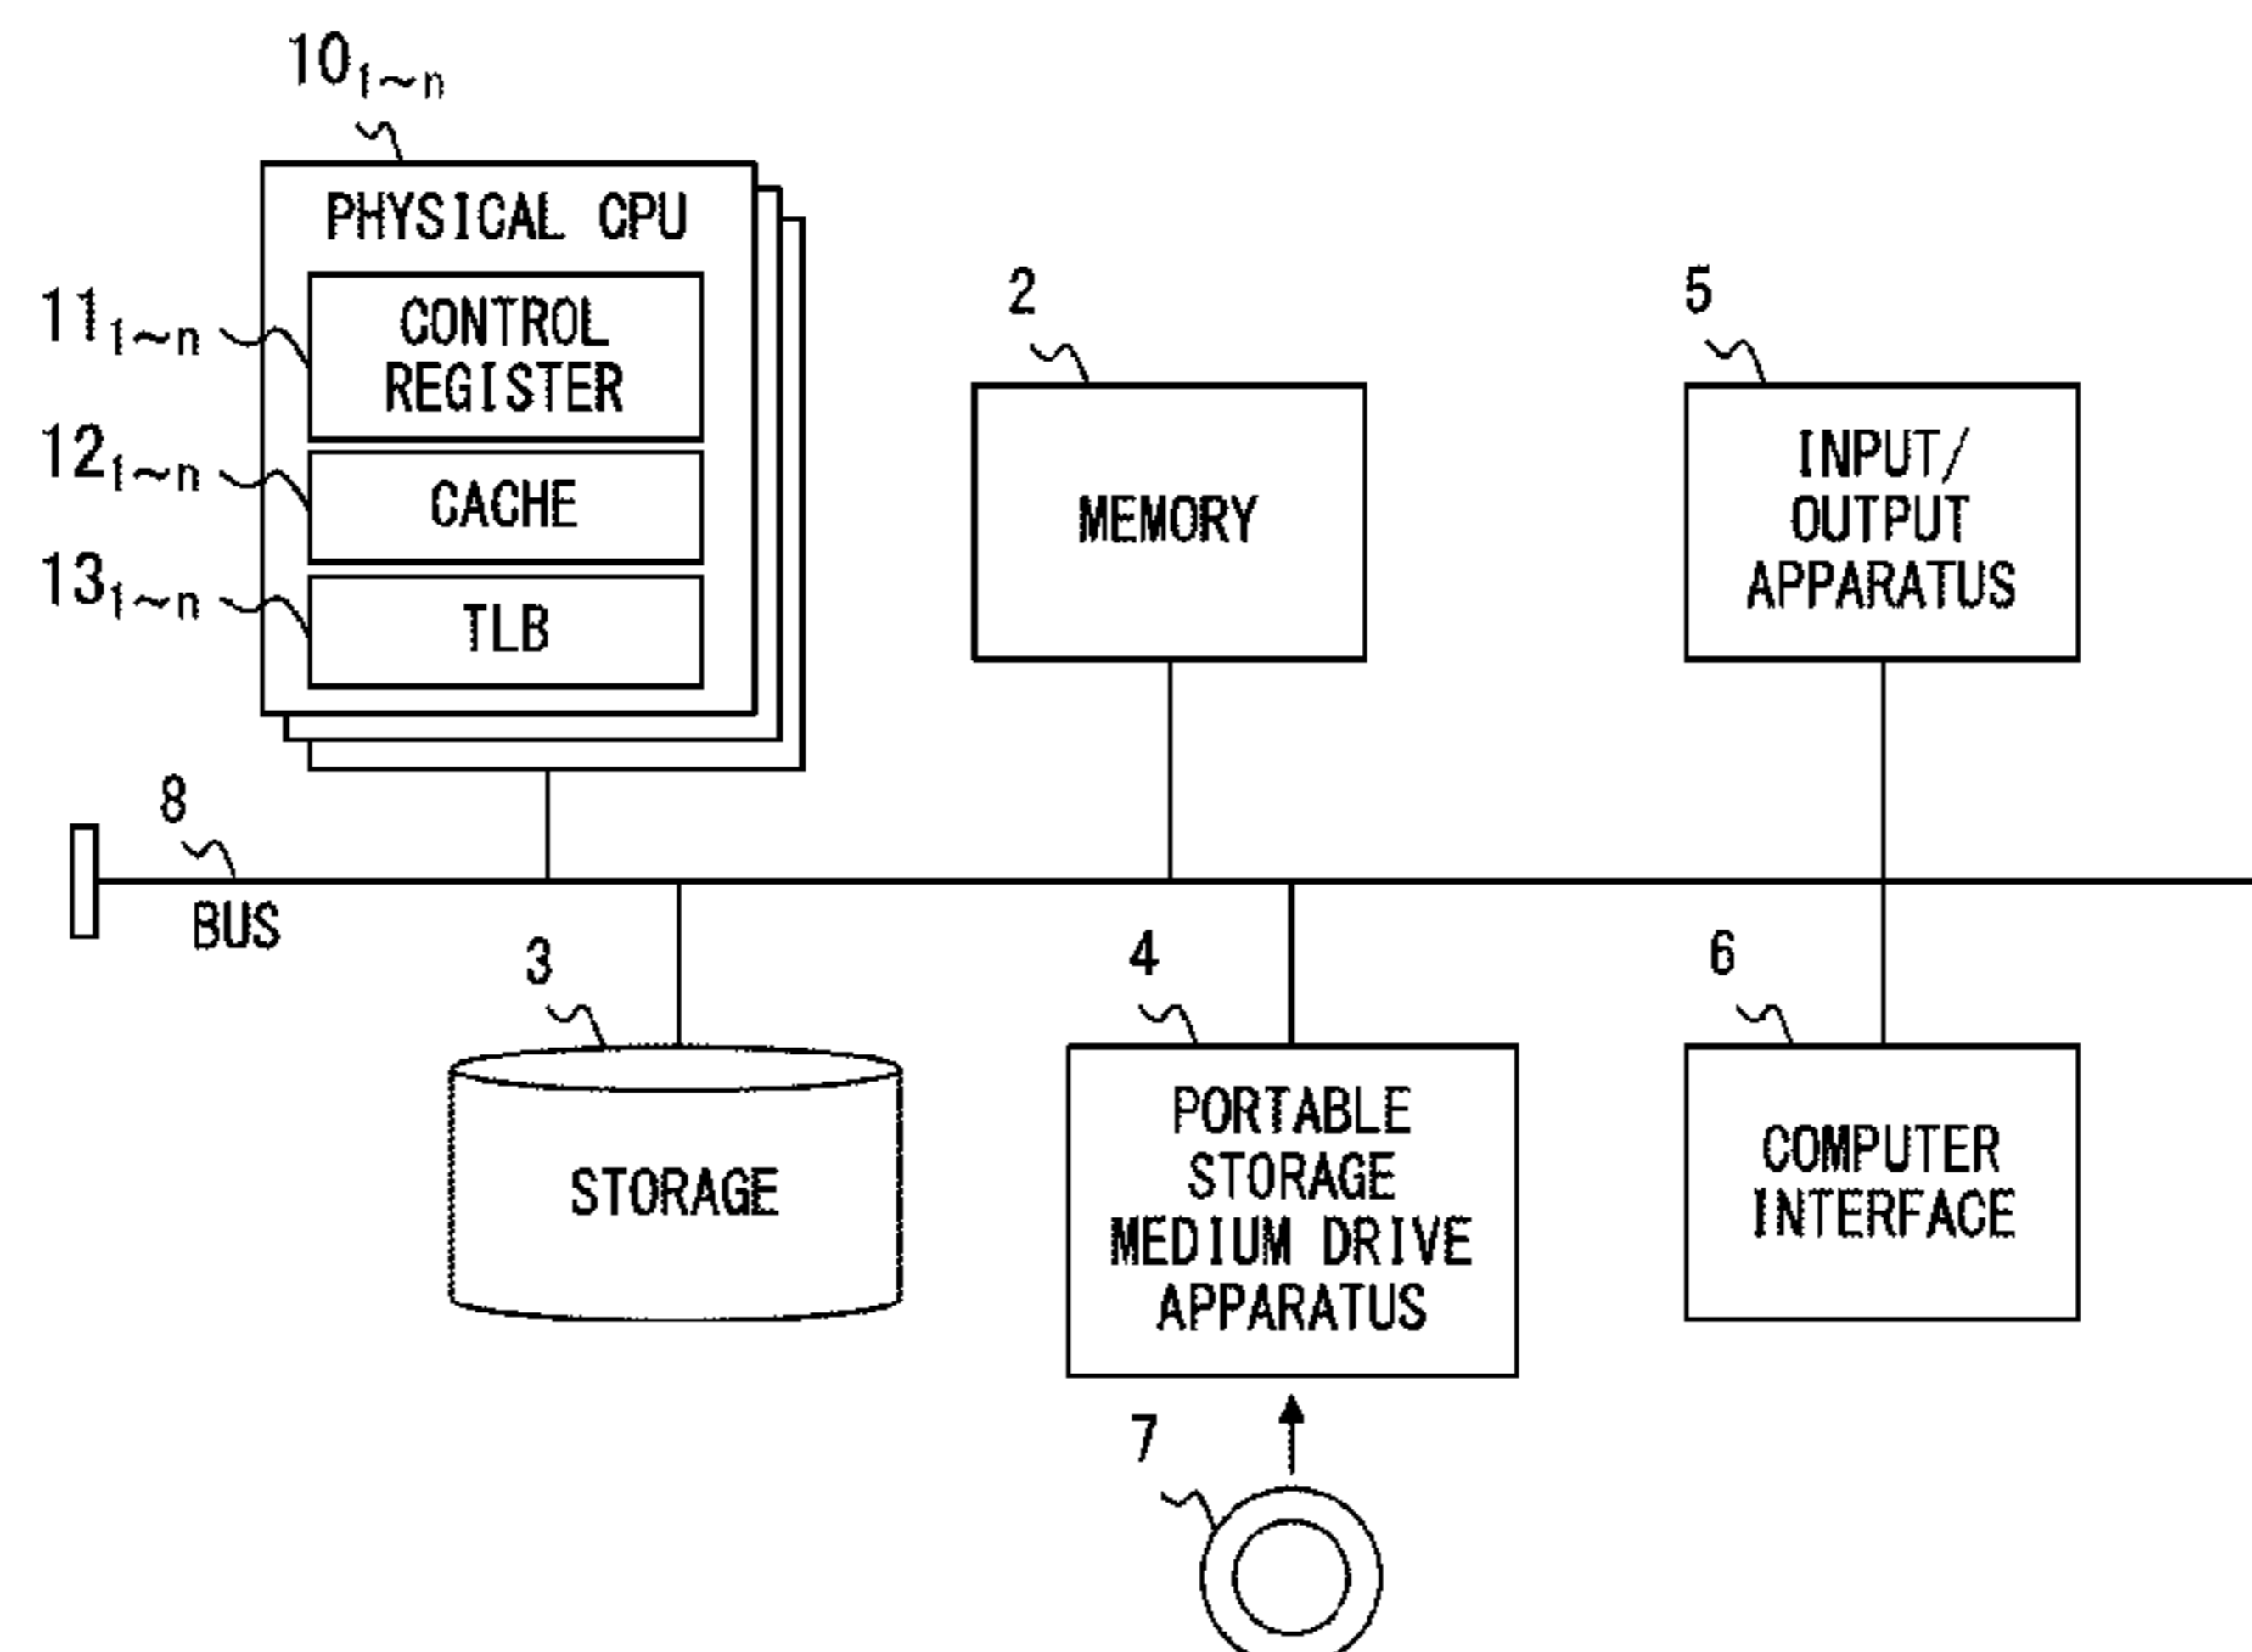 10₁～ₙ
PHYSICAL CPU
11₁～ₙ
CONTROL
REGISTER
12₁～ₙ
CACHE
13₁～ₙ
TLB
2
MEMORY
5
INPUT/
OUTPUT
APPARATUS
8
BUS
3
STORAGE
4
PORTABLE
STORAGE
MEDIUM DRIVE
APPARATUS
6
COMPUTER
INTERFACE
7